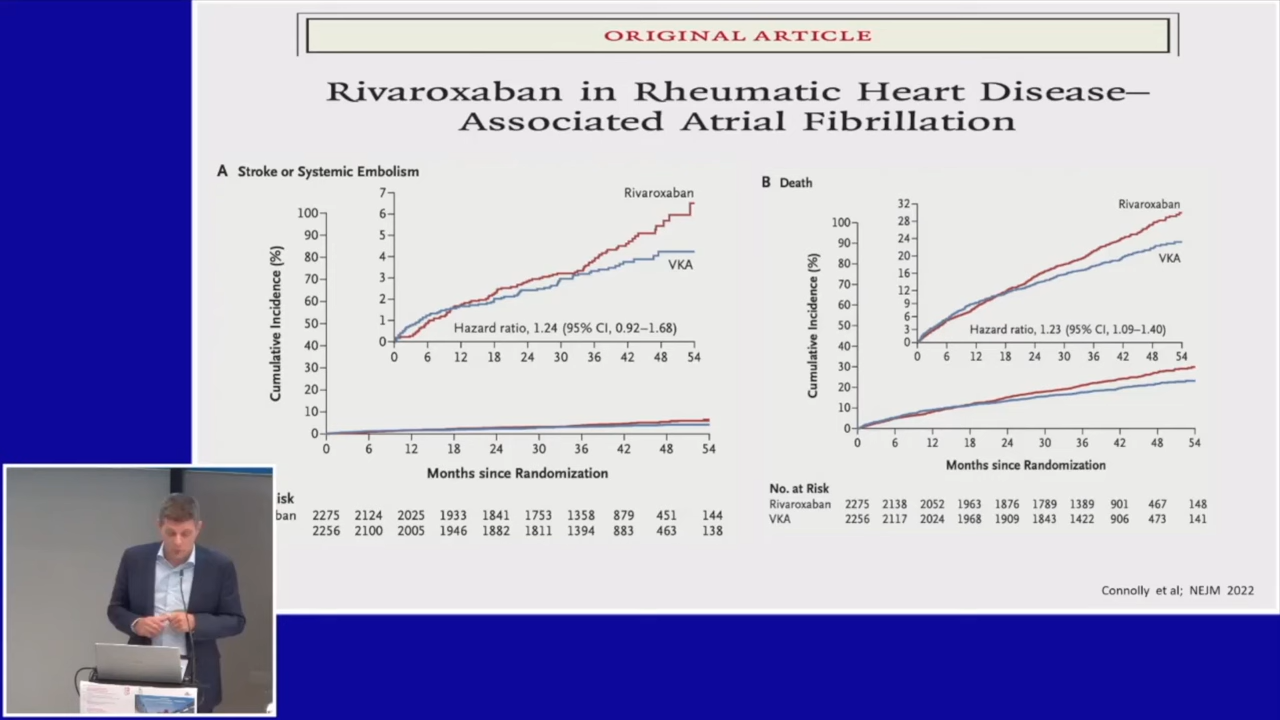 ORIGINAL ARTICLE
Rivaroxaban in Rheumatic Heart Disease–
Associated Atrial Fibrillation
A Stroke or Systemic Embolism
Cumulative Incidence (%)
100
90
80
70
60
50
40
30
20
10
0
0 6 12 18 24 30 36 42 48 54
Months since Randomization
7
6
5
4
3
2
1
0
0 6 12 18 24 30 36 42 48 54
Rivaroxaban
VKA
Hazard ratio, 1.24 (95% CI, 0.92–1.68)
isk
ban 2275 2124 2025 1933 1841 1753 1358 879 451 144
2256 2100 2005 1946 1882 1811 1394 883 463 138
B Death
Cumulative Incidence (%)
100
90
80
70
60
50
40
30
20
10
0
0 6 12 18 24 30 36 42 48 54
Months since Randomization
32
28
24
20
16
12
9
6
3
0
0 6 12 18 24 30 36 42 48 54
Rivaroxaban
VKA
Hazard ratio, 1.23 (95% CI, 1.09–1.40)
No. at Risk
Rivaroxaban 2275 2138 2052 1963 1876 1789 1389 901 467 148
VKA 2256 2117 2024 1968 1909 1843 1422 906 473 141
Connolly et al; NEJM 2022